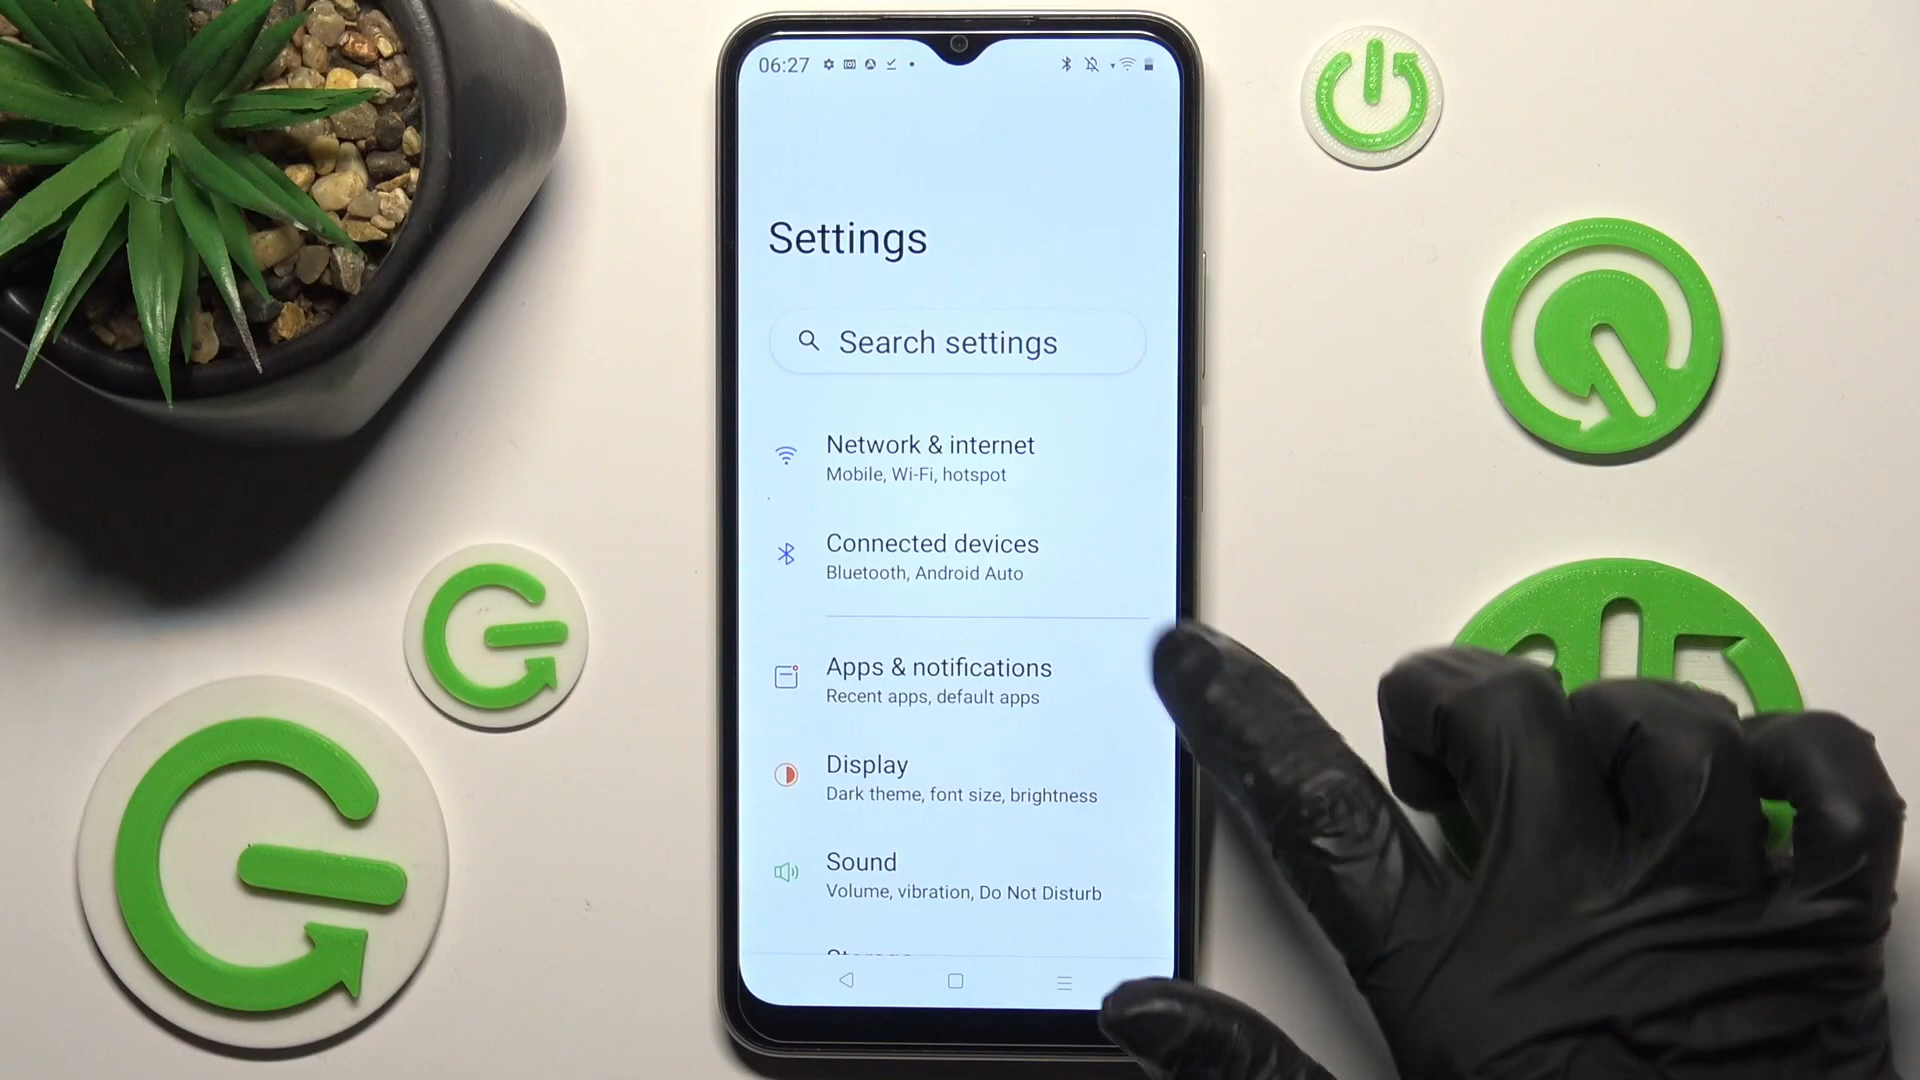 06:27
Settings
Search settings
Network & internet
Mobile, Wi-Fi, hotspot
Connected devices
Bluetooth, Android Auto
Apps & notifications
Recent apps, default apps
Display
Dark theme, font size, brightness
Sound
Volume, vibration, Do Not Disturb